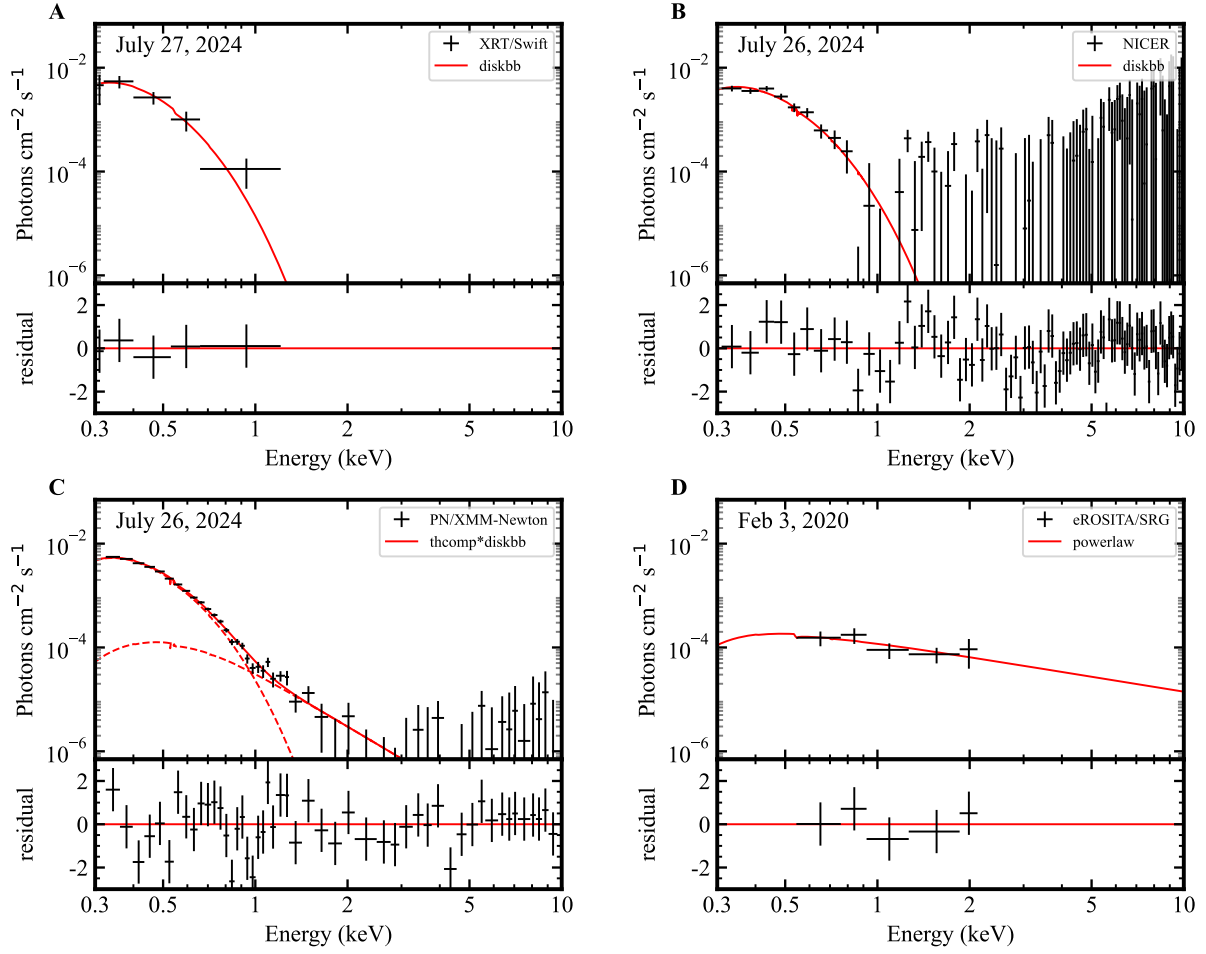 A
July 27, 2024
XRT/Swift
diskbb
Photons cm⁻² s⁻¹
10⁻²
10⁻⁴
10⁻⁶
residual
2
0
-2
0.3 0.5 1 2 5 10
Energy (keV)
B
July 26, 2024
NICER
diskbb
Photons cm⁻² s⁻¹
10⁻²
10⁻⁴
10⁻⁶
residual
2
0
-2
0.3 0.5 1 2 5 10
Energy (keV)
C
July 26, 2024
PN/XMM-Newton
thcomp*diskbb
Photons cm⁻² s⁻¹
10⁻²
10⁻⁴
10⁻⁶
residual
2
0
-2
0.3 0.5 1 2 5 10
Energy (keV)
D
Feb 3, 2020
eROSITA/SRG
powerlaw
Photons cm⁻² s⁻¹
10⁻²
10⁻⁴
10⁻⁶
residual
2
0
-2
0.3 0.5 1 2 5 10
Energy (keV)